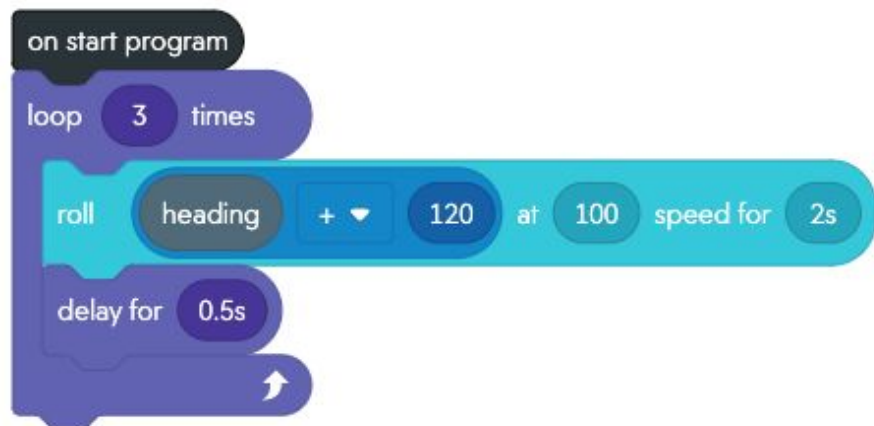 on start program
loop 3 times
roll heading + 120 at 100 speed for 2s
delay for 0.5s